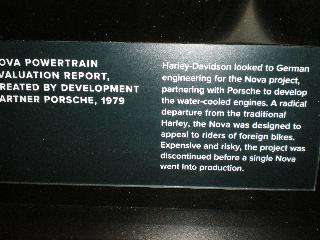 OVA POWERTRAIN
VALUATION REPORT,
REATED BY DEVELOPMENT
ARTNER PORSCHE, 1979
Harley-Davidson looked to German
engineering for the Nova project,
partnering with Porsche to develop
the water-cooled engines. A radical
departure from the traditional
Harley, the Nova was designed to
appeal to riders of foreign bikes.
Expensive and risky, the project was
discontinued before a single Nova
went into production.